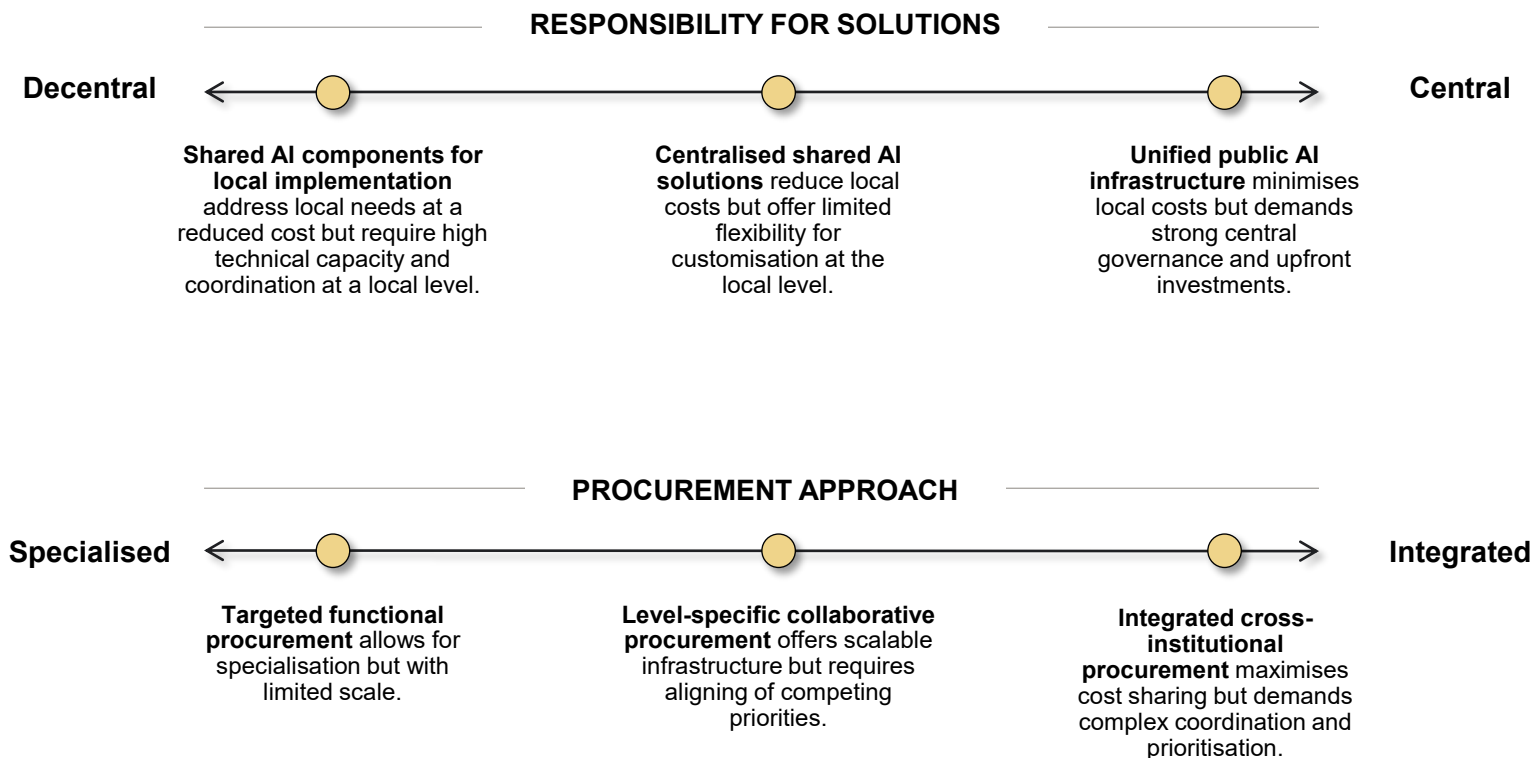 RESPONSIBILITY FOR SOLUTIONS
Decentral
Central
Shared AI components for
local implementation
address local needs at a
reduced cost but require high
technical capacity and
coordination at a local level.
Centralised shared AI
solutions reduce local
costs but offer limited
flexibility for
customisation at the
local level.
Unified public AI
infrastructure minimises
local costs but demands
strong central
governance and upfront
investments.
PROCUREMENT APPROACH
Specialised
Integrated
Targeted functional
procurement allows for
specialisation but with
limited scale.
Level-specific collaborative
procurement offers scalable
infrastructure but requires
aligning of competing
priorities.
Integrated cross-
institutional
procurement maximises
cost sharing but demands
complex coordination and
prioritisation.